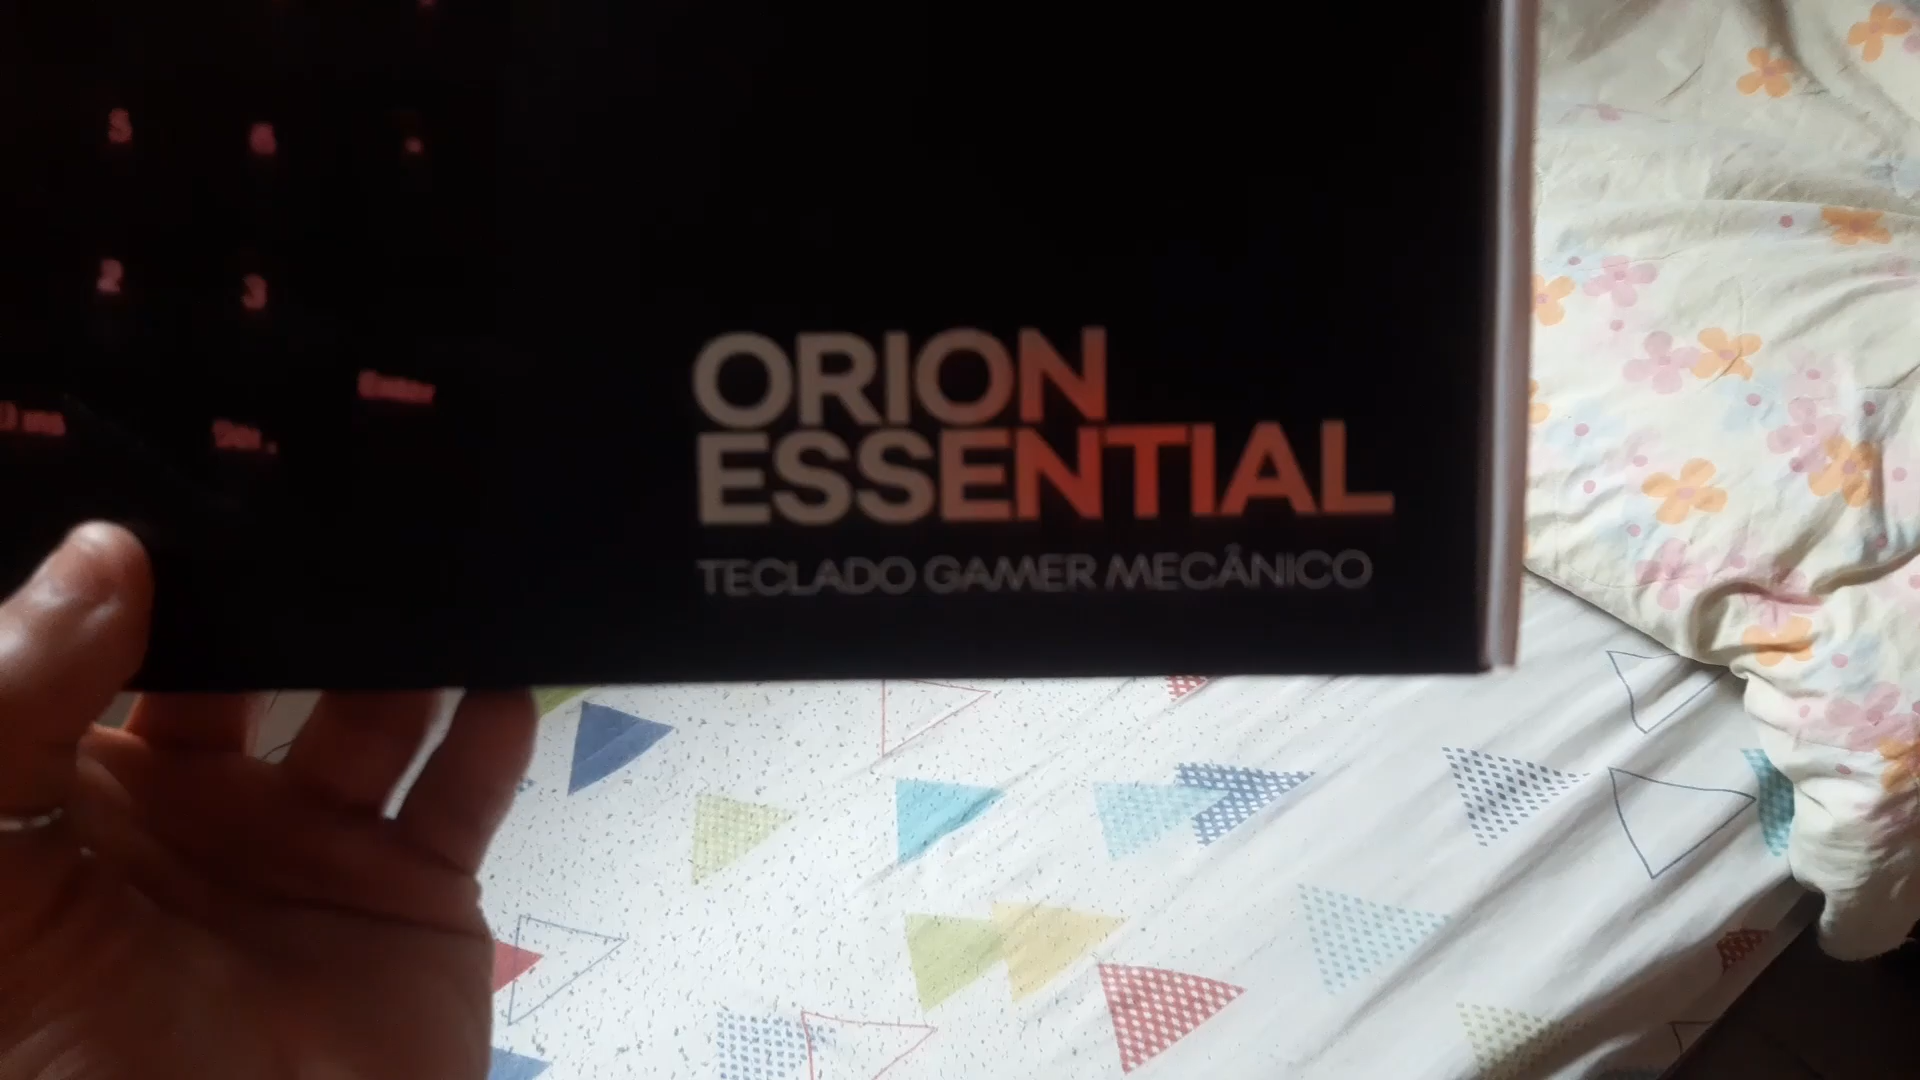 5 6
2 3
Enter
ORION
ESSENTIAL
TECLADO GAMER MECÂNICO